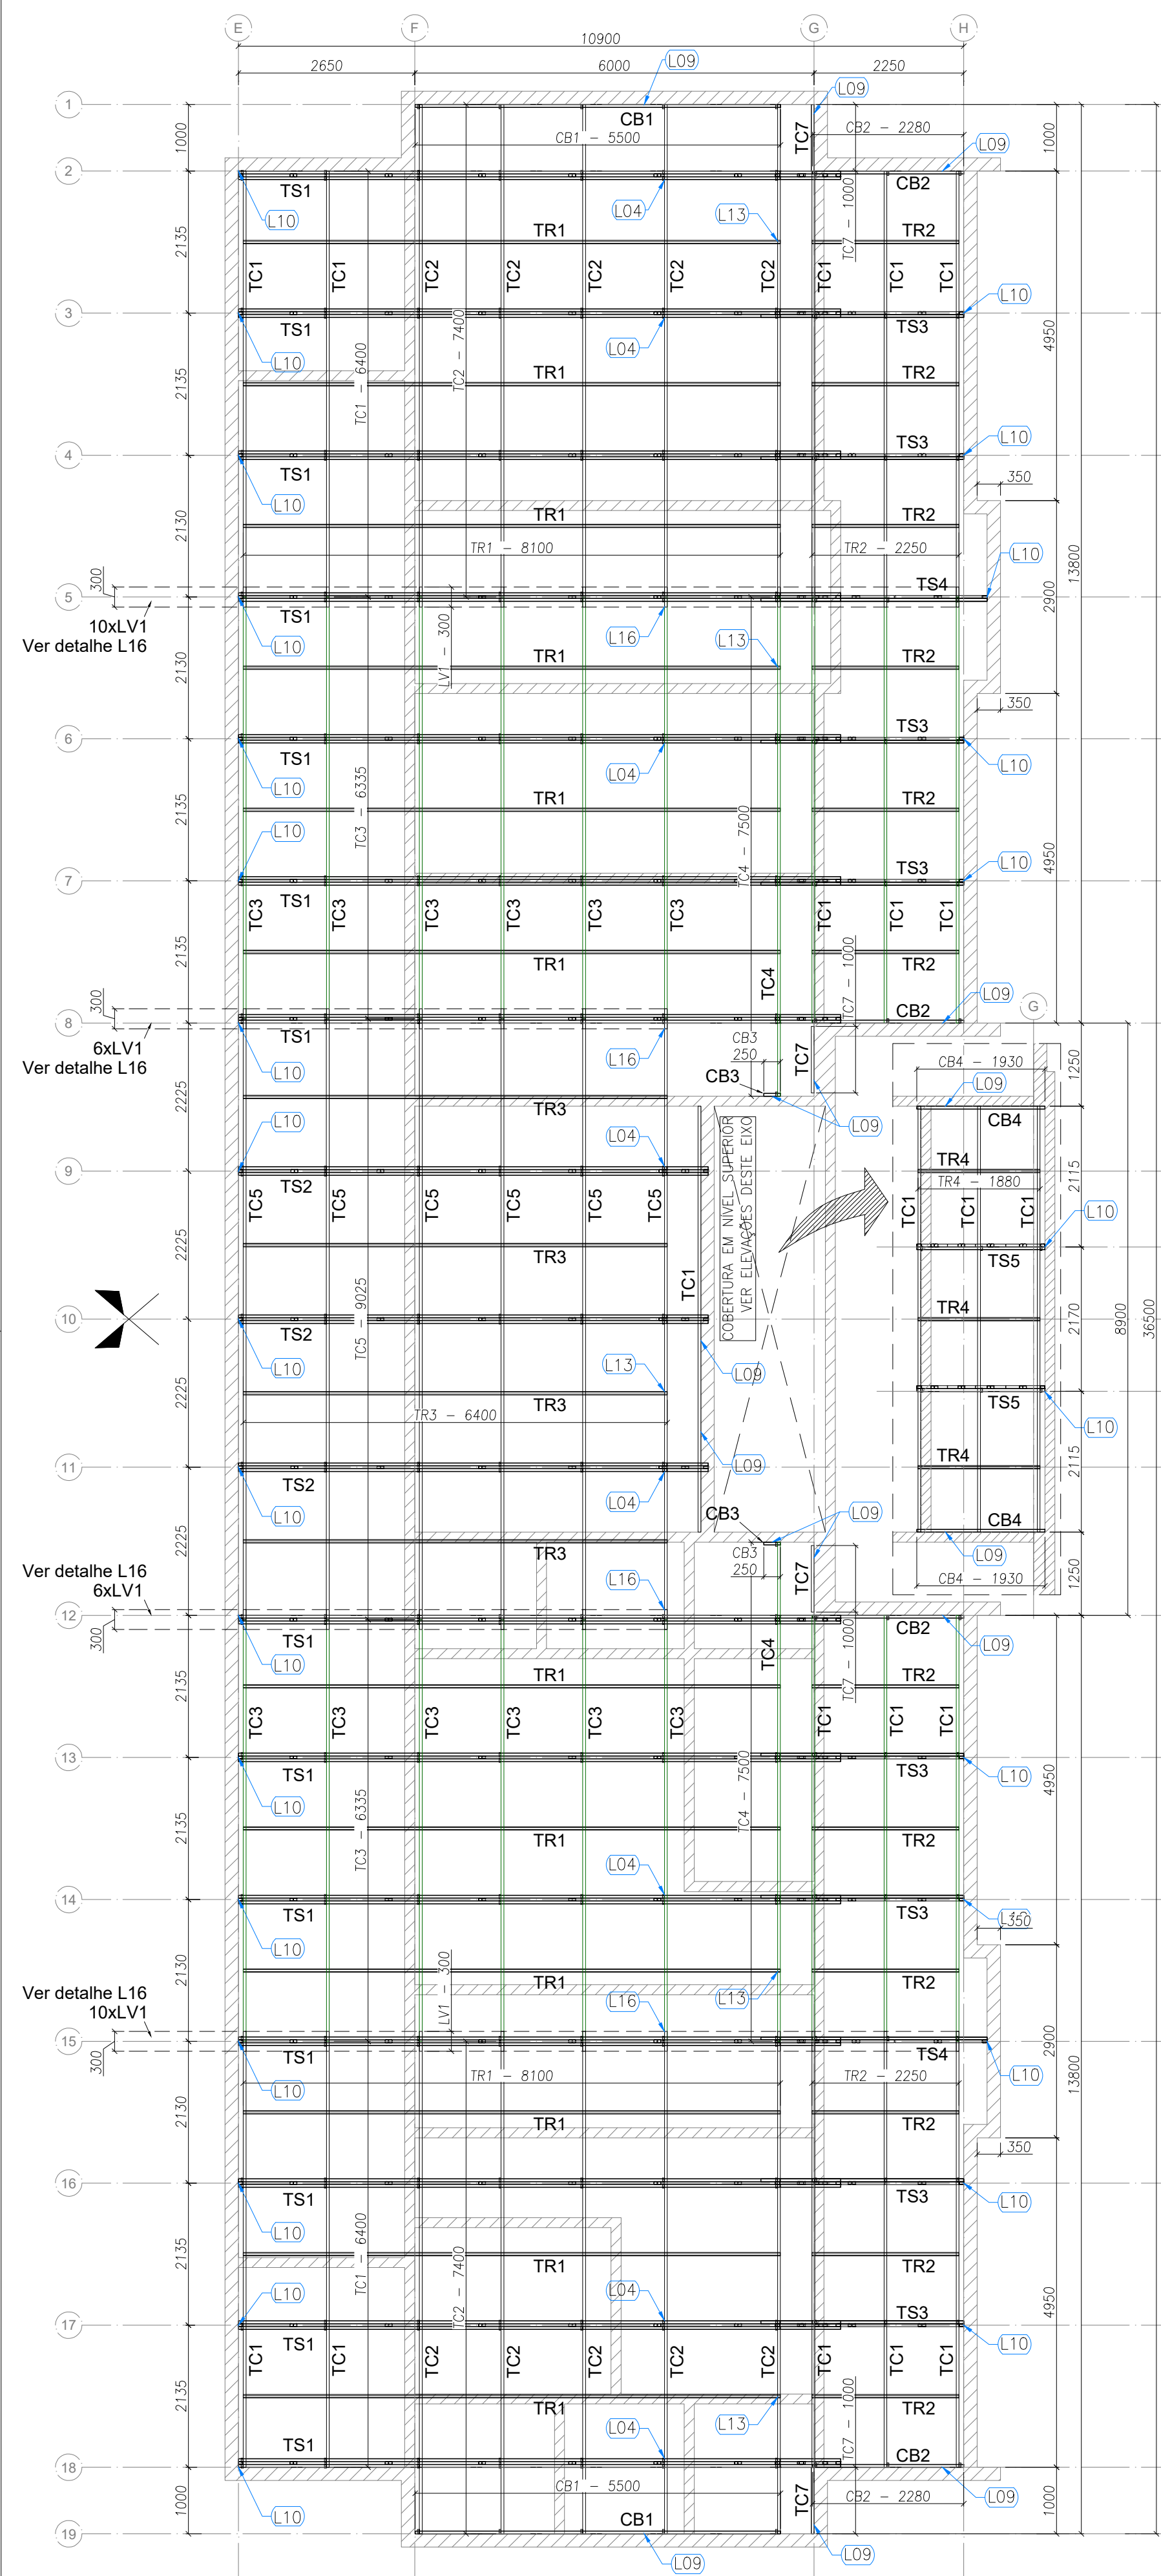 E F G H
10900
2650 6000 2250
L09
1 CB1 L09
CB1 - 5500 TC7 CB2 - 2280
1000 L09 1000
2 TS1 CB2
L10 L04
2135 TR1 L13 TC7 - 1000 TR2
TC1 TC1 TC2 TC2 TC2 TC2 TC1 TC1 TC1
L10
3 TS1 TS3
L10 L04 4950
TC1 - 6400 TC2 - 7400
2135 TR1 TR2
4 TS1 TS3 L10
L10 350
2130 TR1 TR2
TR1 - 8100 TR2 - 2250 L10
13800
300 TS4
5 TS1 2900
10xLV1
Ver detalhe L16
L10 L16
LV1 - 300
2130 TR1 L13 TR2
350
6 TS1 TS3
L10 L04 L10
TC3 - 6335 TC4 - 7500
2135 TR1 TR2
L10 4950
7 TS1 TS3 L10
TC3 TC3 TC3 TC3 TC3 TC3 TC1 TC1 TC1
2135 TR1 TC4 TC7 - 1000 TR2
300 L09
8 TS1 CB2 G
6xLV1
Ver detalhe L16
L10 L16 CB3
250 TC7 CB4 - 1930 1250
CB3 L09
2225 TR3 L09 CB4
L10 L04
9 TS2 TR4
TR4 - 1880 2115
TC5 TC5 TC5 TC5 TC5 TC5 TC1 TC1 TC1
COBERTURA EM NÍVEL SUPERIOR
VER ELEVAÇÕES DESTE EIXO
L10
2225 TR3 TS5
TC5 - 9025 TC1
10 TS2 TR4 2170 8900 36500
L10 L13 L09
2225 TR3 TS5
TR3 - 6400 L10
11 TS2 L09 TR4 2115
L10 L04
CB3 L09 CB4
2225 TR3 CB3
250 TC7 L09
Ver detalhe L16
6xLV1
L16 CB4 - 1930 1250
12 TS1 CB2
300 L10 L09
2135 TR1 TC4 TC7 - 1000 TR2
TC3 TC3 TC3 TC3 TC3 TC3 TC1 TC1 TC1
13 TS1 TS3
L10 L10
TC3 - 6335 TC4 - 7500 4950
2135 TR1 TR2
L04
14 TS1 TS3
L10 350
2130 TR1 L13 TR2
Ver detalhe L16
10xLV1
LV1 - 300 L16
15 TS1 TS4 2900
300 L10 L10
TR1 - 8100 TR2 - 2250 13800
2130 TR1 TR2
350
16 TS1 TS3
L10 L10
TC1 - 6400 TC2 - 7400
2135 TR1 TR2
L10 L04
17 TS1 TS3 4950
L10
TC1 TC1 TC2 TC2 TC2 TC2 TC1 TC1 TC1
2135 TR1 L13 TR2
TC7 - 1000
L04
18 TS1 CB2
L10 CB1 - 5500 CB2 - 2280 L09
1000 TC7 1000
19 CB1
L09 L09